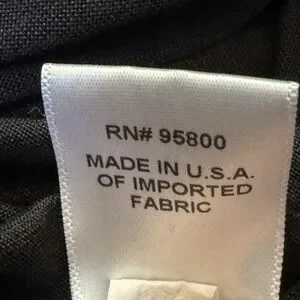 RN# 95800
MADE IN U.S.A.
OF IMPORTED
FABRIC